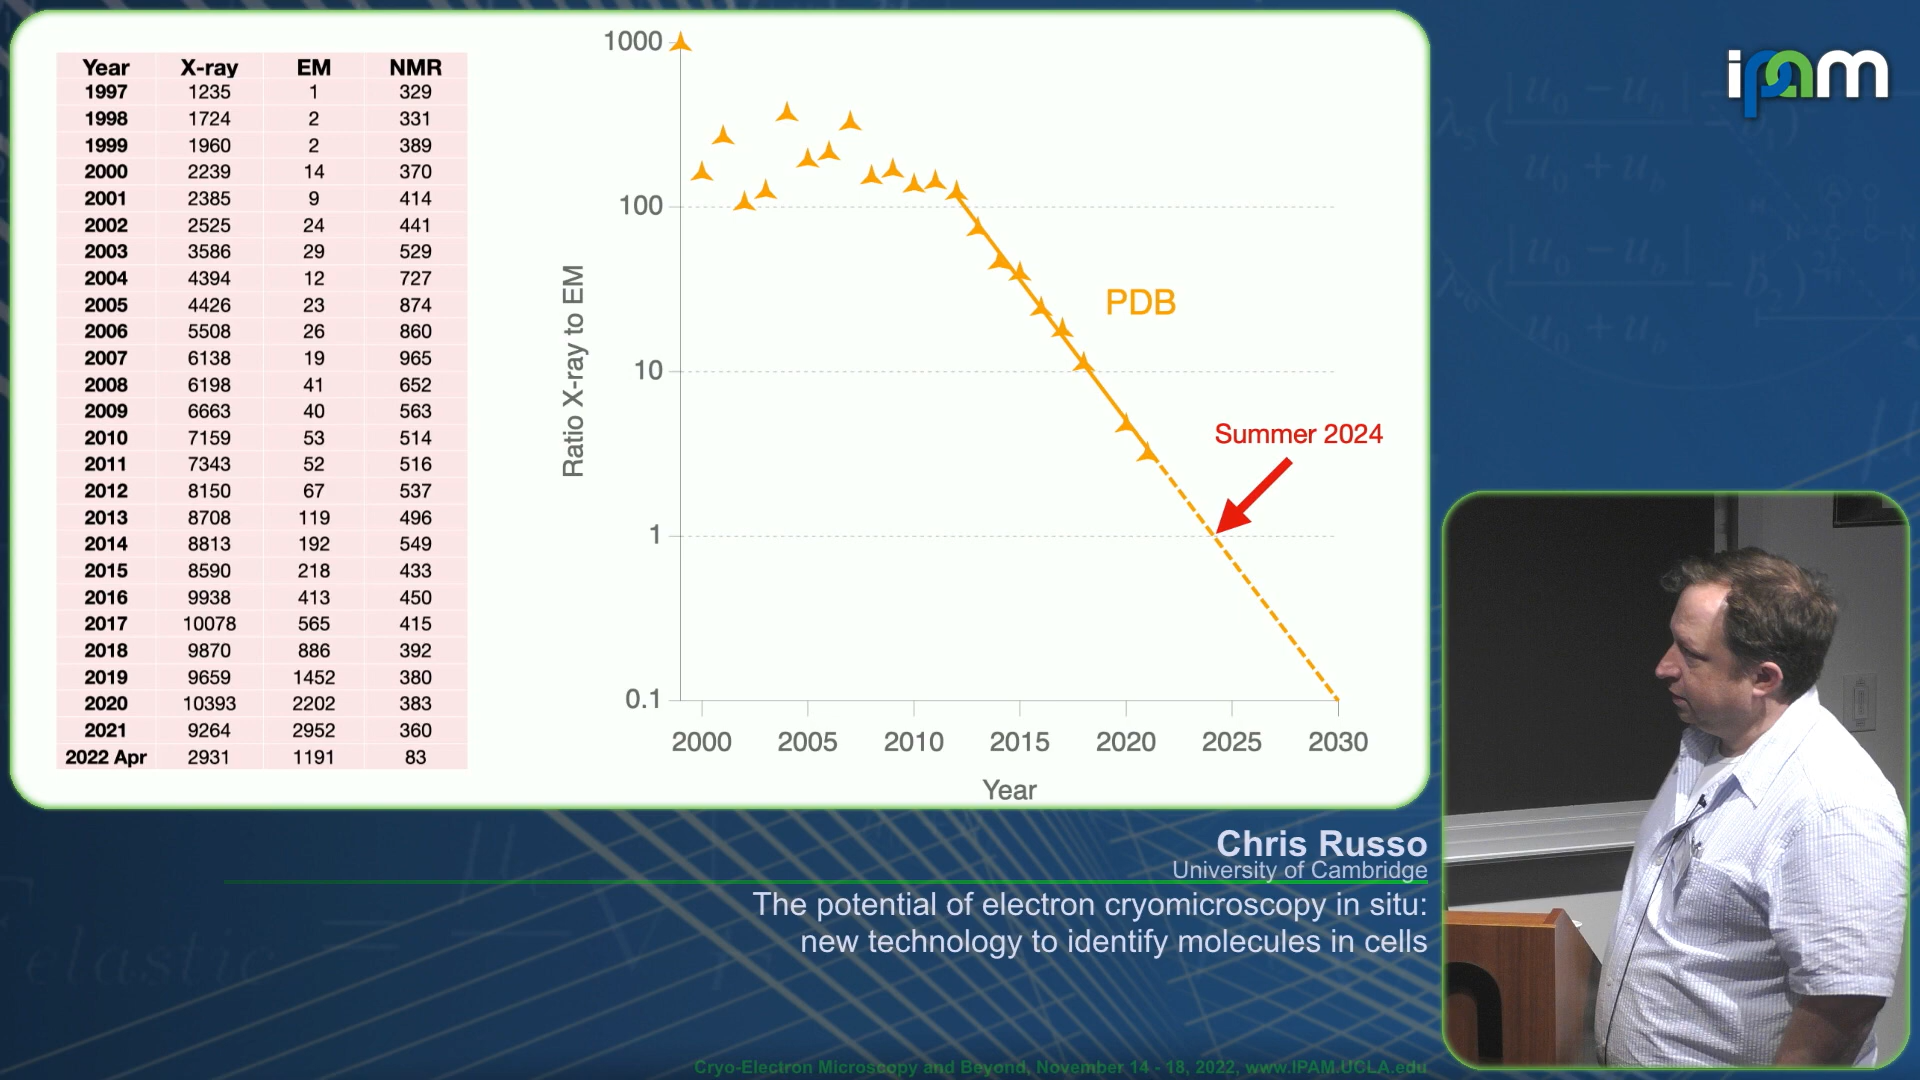 Year X-ray EM NMR
1997 1235 1 329
1998 1724 2 331
1999 1960 2 389
2000 2239 14 370
2001 2385 9 414
2002 2525 24 441
2003 3586 29 529
2004 4394 12 727
2005 4426 23 874
2006 5508 26 860
2007 6138 19 965
2008 6198 41 652
2009 6663 40 563
2010 7159 53 514
2011 7343 52 516
2012 8150 67 537
2013 8708 119 496
2014 8813 192 549
2015 8590 218 433
2016 9938 413 450
2017 10078 565 415
2018 9870 886 392
2019 9659 1452 380
2020 10393 2202 383
2021 9264 2952 360
2022 Apr 2931 1191 83
Ratio X-ray to EM
1000
100
10
1
0.1
PDB
Summer 2024
2000 2005 2010 2015 2020 2025 2030
Year
ipam
Chris Russo
University of Cambridge
The potential of electron cryomicroscopy in situ:
new technology to identify molecules in cells
elastic
Cryo-Electron Microscopy and Beyond, November 14 - 18, 2022, www.IPAM.UCLA.edu